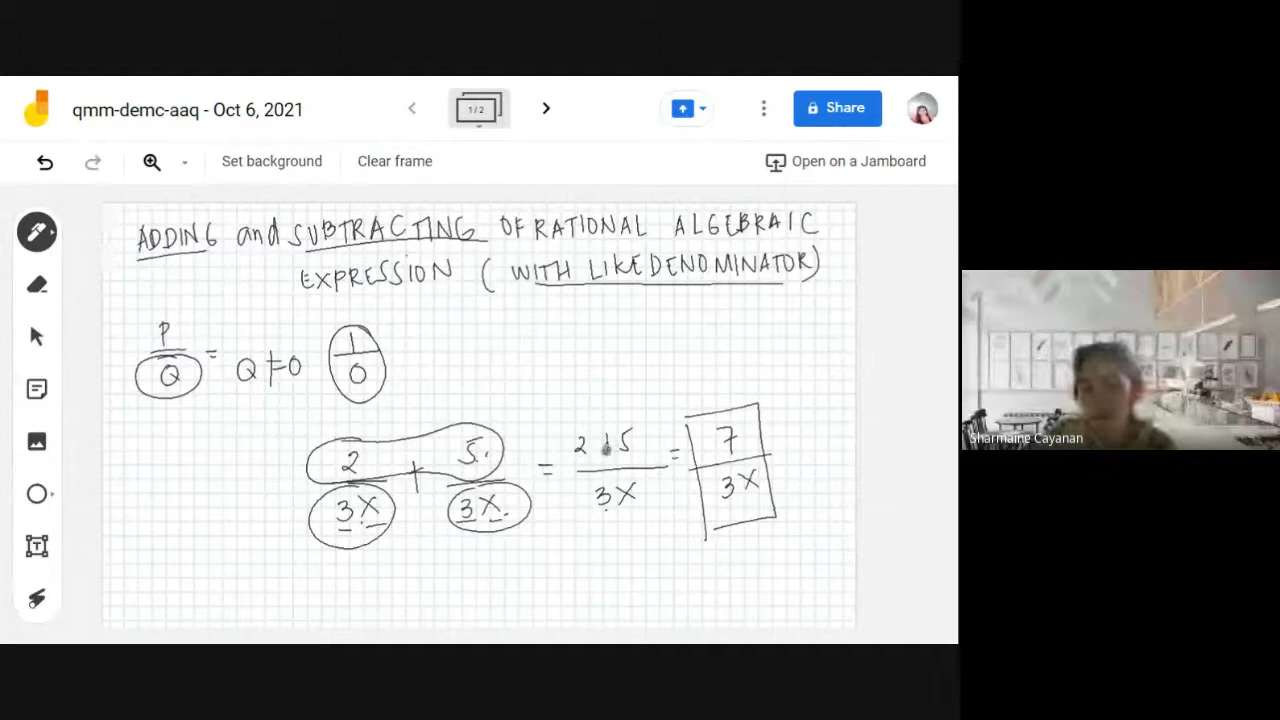 qmm-demc-aaq - Oct 6, 2021
1/2
Share
Set background
Clear frame
Open on a Jamboard
ADDING and SUBTRACTING OF RATIONAL ALGEBRAIC
EXPRESSION (WITH LIKE DENOMINATOR)
P/Q = Q ≠ 0 1/0
2/3X + 5/3X = 2+5/3X = 7/3X
Sharmaine Cayanan